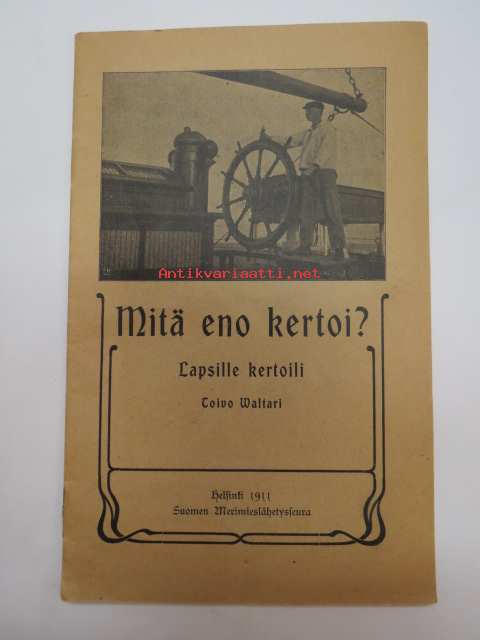 Antikvariaatti.net
Mitä eno kertoi?
Lapsille kertoili
Toivo Waltari
Helsinki 1911
Suomen Merimieslähetysseura